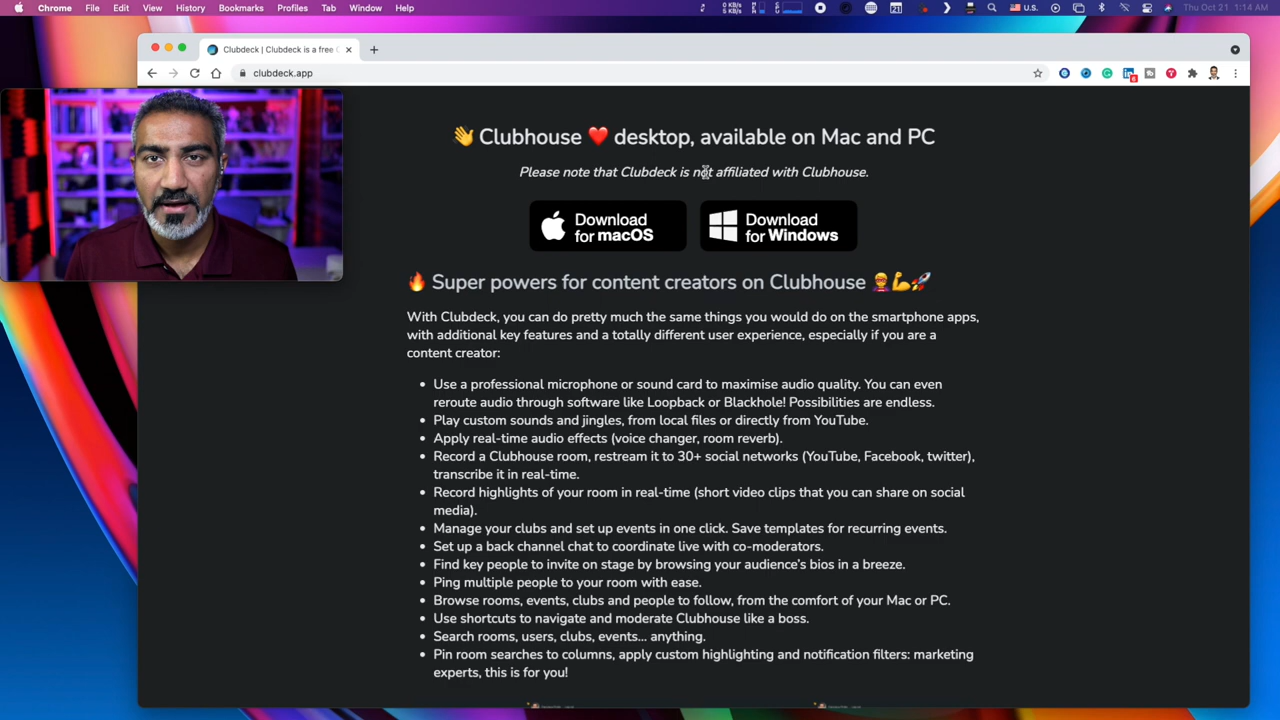 Chrome File Edit View History Bookmarks Profiles Tab Window Help
0 KB/s
5 KB/s
U.S.
Thu Oct 21 1:14 AM
Clubdeck | Clubdeck is a free
clubdeck.app
👋 Clubhouse ❤️ desktop, available on Mac and PC
Please note that Clubdeck is not affiliated with Clubhouse.
Download
for macOS
Download
for Windows
🔥 Super powers for content creators on Clubhouse 🦸💪🚀
With Clubdeck, you can do pretty much the same things you would do on the smartphone apps,
with additional key features and a totally different user experience, especially if you are a
content creator:
• Use a professional microphone or sound card to maximise audio quality. You can even
reroute audio through software like Loopback or Blackhole! Possibilities are endless.
• Play custom sounds and jingles, from local files or directly from YouTube.
• Apply real-time audio effects (voice changer, room reverb).
• Record a Clubhouse room, restream it to 30+ social networks (YouTube, Facebook, twitter),
transcribe it in real-time.
• Record highlights of your room in real-time (short video clips that you can share on social
media).
• Manage your clubs and set up events in one click. Save templates for recurring events.
• Set up a back channel chat to coordinate live with co-moderators.
• Find key people to invite on stage by browsing your audience's bios in a breeze.
• Ping multiple people to your room with ease.
• Browse rooms, events, clubs and people to follow, from the comfort of your Mac or PC.
• Use shortcuts to navigate and moderate Clubhouse like a boss.
• Search rooms, users, clubs, events... anything.
• Pin room searches to columns, apply custom highlighting and notification filters: marketing
experts, this is for you!